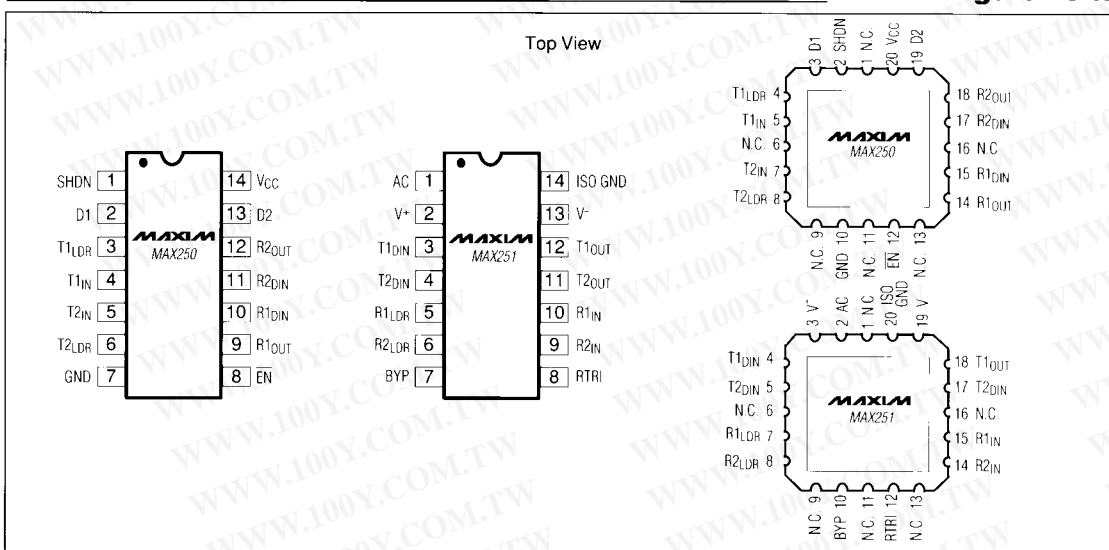 Top View
SHDN 1
D1 2
T1LDR 3
T1IN 4
T2IN 5
T2LDR 6
GND 7
14 VCC
13 D2
12 R2OUT
11 R2DIN
10 R1DIN
9 R1OUT
8 EN
MAXIM
MAX250
AC 1
V+ 2
T1DIN 3
T2DIN 4
R1LDR 5
R2LDR 6
BYP 7
14 ISO GND
13 V-
12 T1OUT
11 T2OUT
10 R1IN
9 R2IN
8 RTRI
MAXIM
MAX251
3 D1
2 SHDN
1 N.C.
20 VCC
19 D2
T1LDR 4
T1IN 5
N.C. 6
T2IN 7
T2LDR 8
18 R2OUT
17 R2DIN
16 N.C
15 R1DIN
14 R1OUT
MAXIM
MAX250
N.C. 9
GND 10
N.C. 11
EN 12
N.C. 13
3 V-
2 AC
1 NC
20 ISO GND
19 V
T1DIN 4
T2DIN 5
N.C. 6
R1LDR 7
R2LDR 8
18 T1OUT
17 T2DIN
16 N.C.
15 R1IN
14 R2IN
MAXIM
MAX251
N.C. 9
BYP 10
N.C. 11
RTRI 12
N.C. 13
WWW.100Y.COM.TW